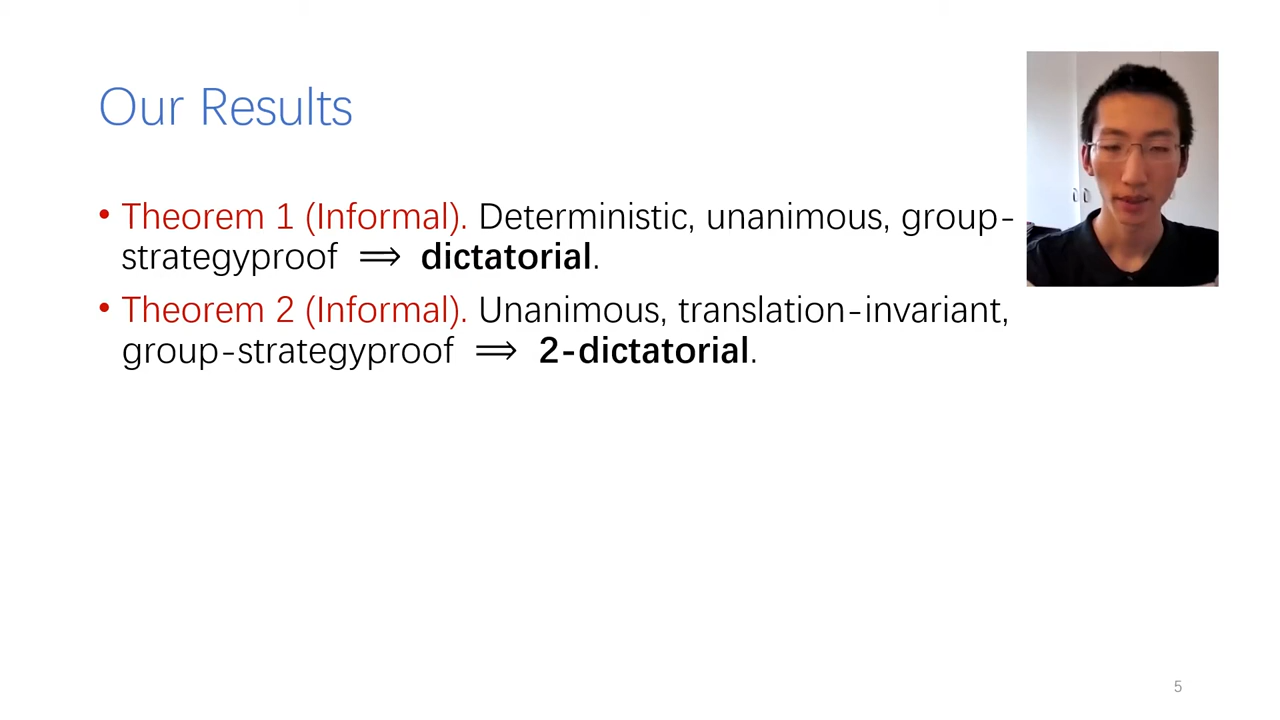 Our Results
• Theorem 1 (Informal). Deterministic, unanimous, group-
strategyproof ⟹ dictatorial.
• Theorem 2 (Informal). Unanimous, translation-invariant,
group-strategyproof ⟹ 2-dictatorial.
5